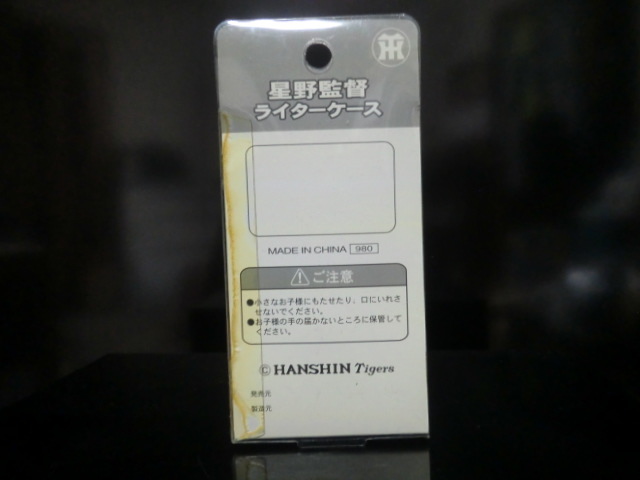 星野監督
ライターケース
MADE IN CHINA 980
ご注意
●小さなお子様にもたせたり、口にいれさ
せないでください。
●お子様の手の届かないところに保管して
ください。
© HANSHIN Tigers
発売元
製造元